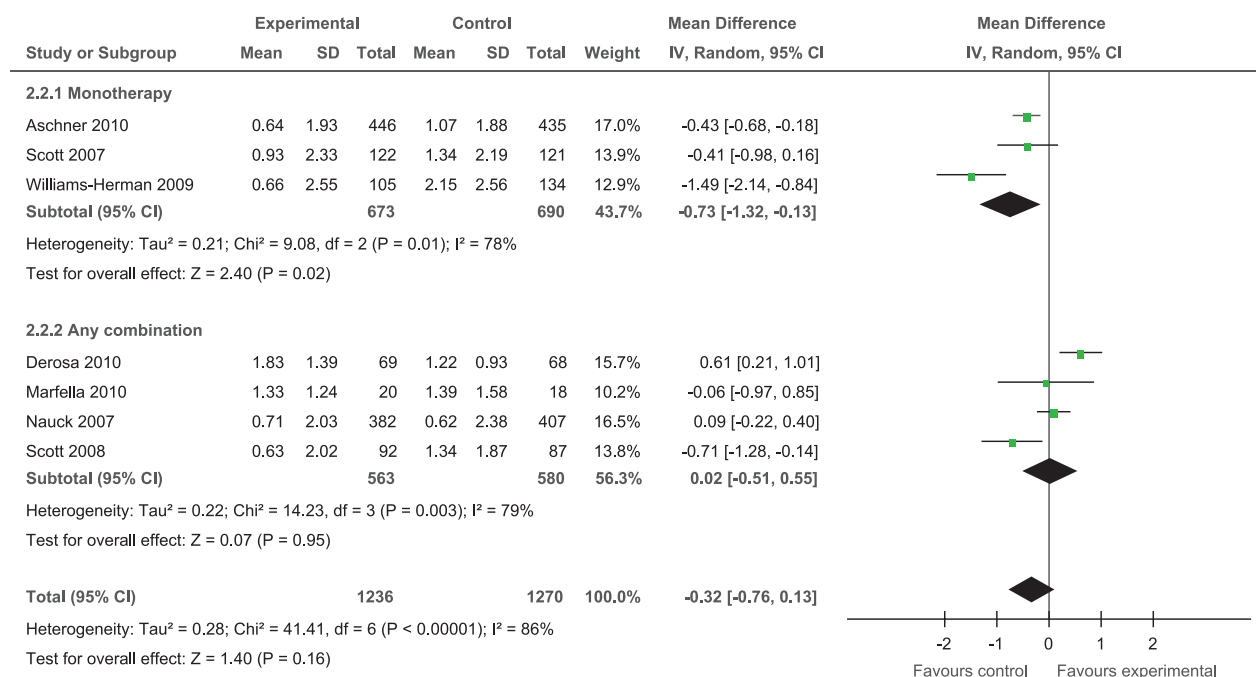 Experimental Control Mean Difference Mean Difference
Study or Subgroup Mean SD Total Mean SD Total Weight IV, Random, 95% CI IV, Random, 95% CI
2.2.1 Monotherapy
Aschner 2010 0.64 1.93 446 1.07 1.88 435 17.0% -0.43 [-0.68, -0.18]
Scott 2007 0.93 2.33 122 1.34 2.19 121 13.9% -0.41 [-0.98, 0.16]
Williams-Herman 2009 0.66 2.55 105 2.15 2.56 134 12.9% -1.49 [-2.14, -0.84]
Subtotal (95% CI) 673 690 43.7% -0.73 [-1.32, -0.13]
Heterogeneity: Tau² = 0.21; Chi² = 9.08, df = 2 (P = 0.01); I² = 78%
Test for overall effect: Z = 2.40 (P = 0.02)
2.2.2 Any combination
Derosa 2010 1.83 1.39 69 1.22 0.93 68 15.7% 0.61 [0.21, 1.01]
Marfella 2010 1.33 1.24 20 1.39 1.58 18 10.2% -0.06 [-0.97, 0.85]
Nauck 2007 0.71 2.03 382 0.62 2.38 407 16.5% 0.09 [-0.22, 0.40]
Scott 2008 0.63 2.02 92 1.34 1.87 87 13.8% -0.71 [-1.28, -0.14]
Subtotal (95% CI) 563 580 56.3% 0.02 [-0.51, 0.55]
Heterogeneity: Tau² = 0.22; Chi² = 14.23, df = 3 (P = 0.003); I² = 79%
Test for overall effect: Z = 0.07 (P = 0.95)
Total (95% CI) 1236 1270 100.0% -0.32 [-0.76, 0.13]
Heterogeneity: Tau² = 0.28; Chi² = 41.41, df = 6 (P < 0.00001); I² = 86%
Test for overall effect: Z = 1.40 (P = 0.16)
-2 -1 0 1 2
Favours control Favours experimental